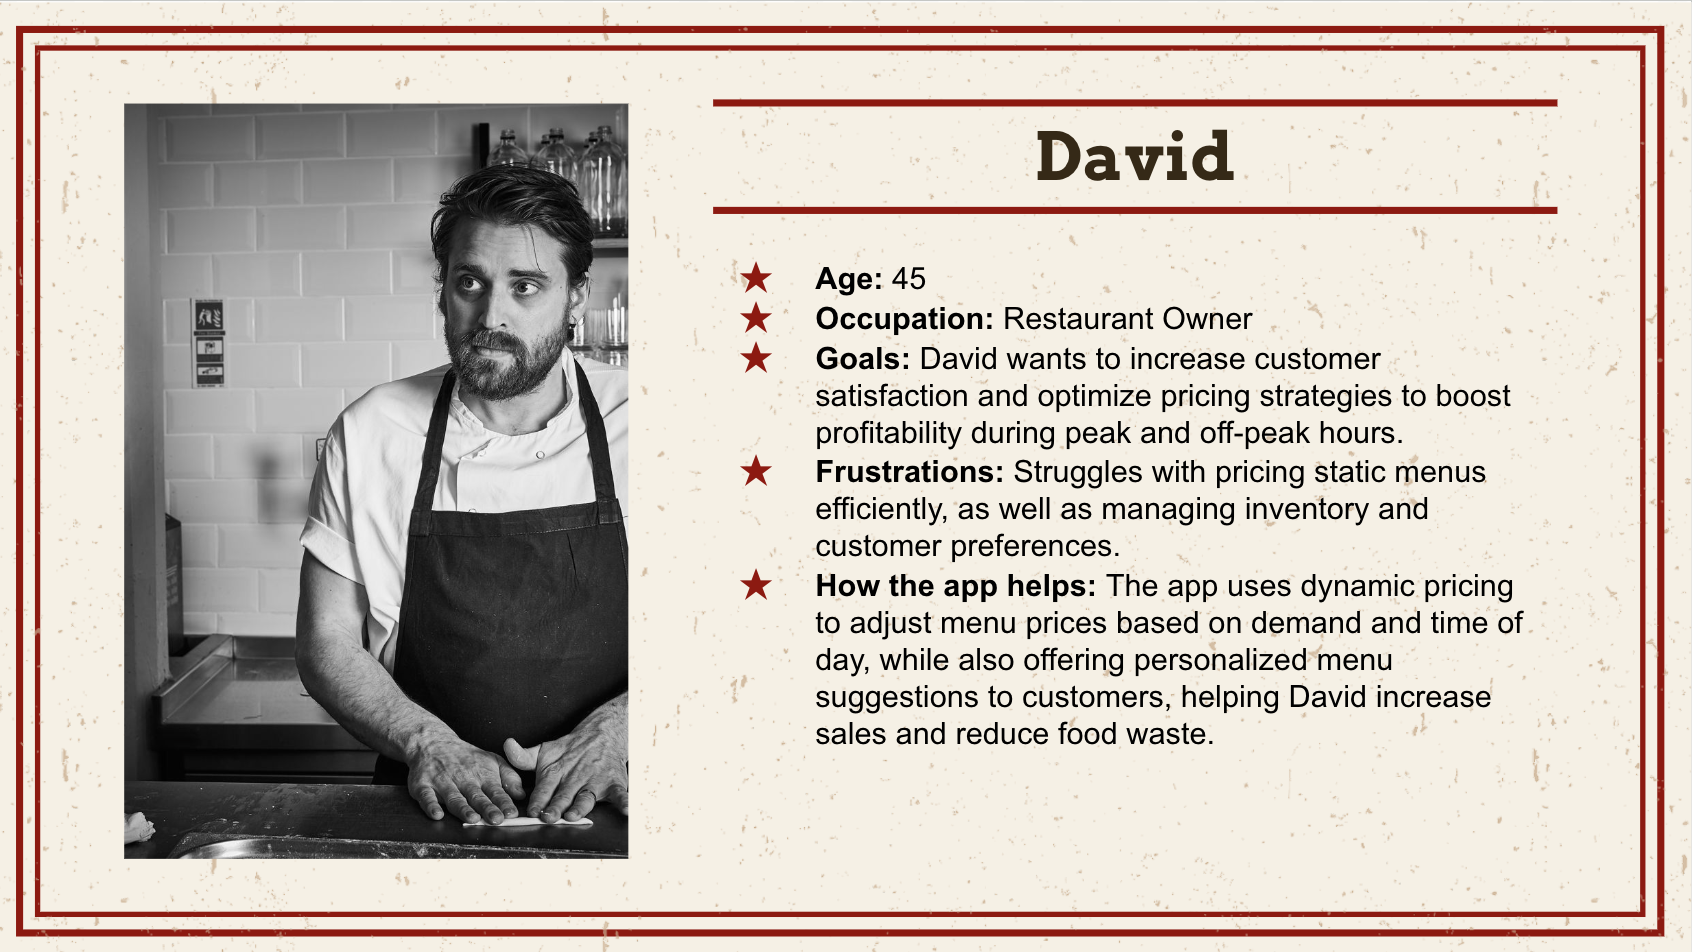 David
Age: 45
Occupation: Restaurant Owner
Goals: David wants to increase customer
satisfaction and optimize pricing strategies to boost
profitability during peak and off-peak hours.
Frustrations: Struggles with pricing static menus
efficiently, as well as managing inventory and
customer preferences.
How the app helps: The app uses dynamic pricing
to adjust menu prices based on demand and time of
day, while also offering personalized menu
suggestions to customers, helping David increase
sales and reduce food waste.